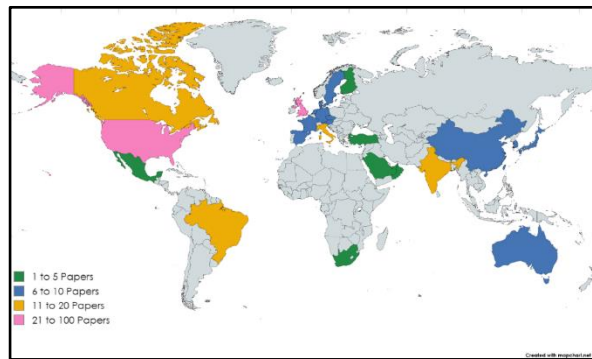 1 to 5 Papers
6 to 10 Papers
11 to 20 Papers
21 to 100 Papers
Created with mapchart.net